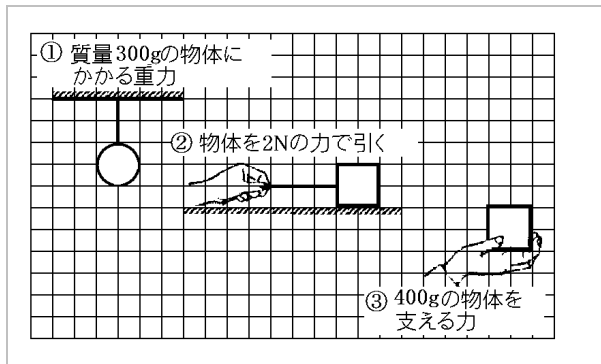 ① 質量300gの物体に
かかる重力
② 物体を2Nの力で引く
③ 400gの物体を
支える力